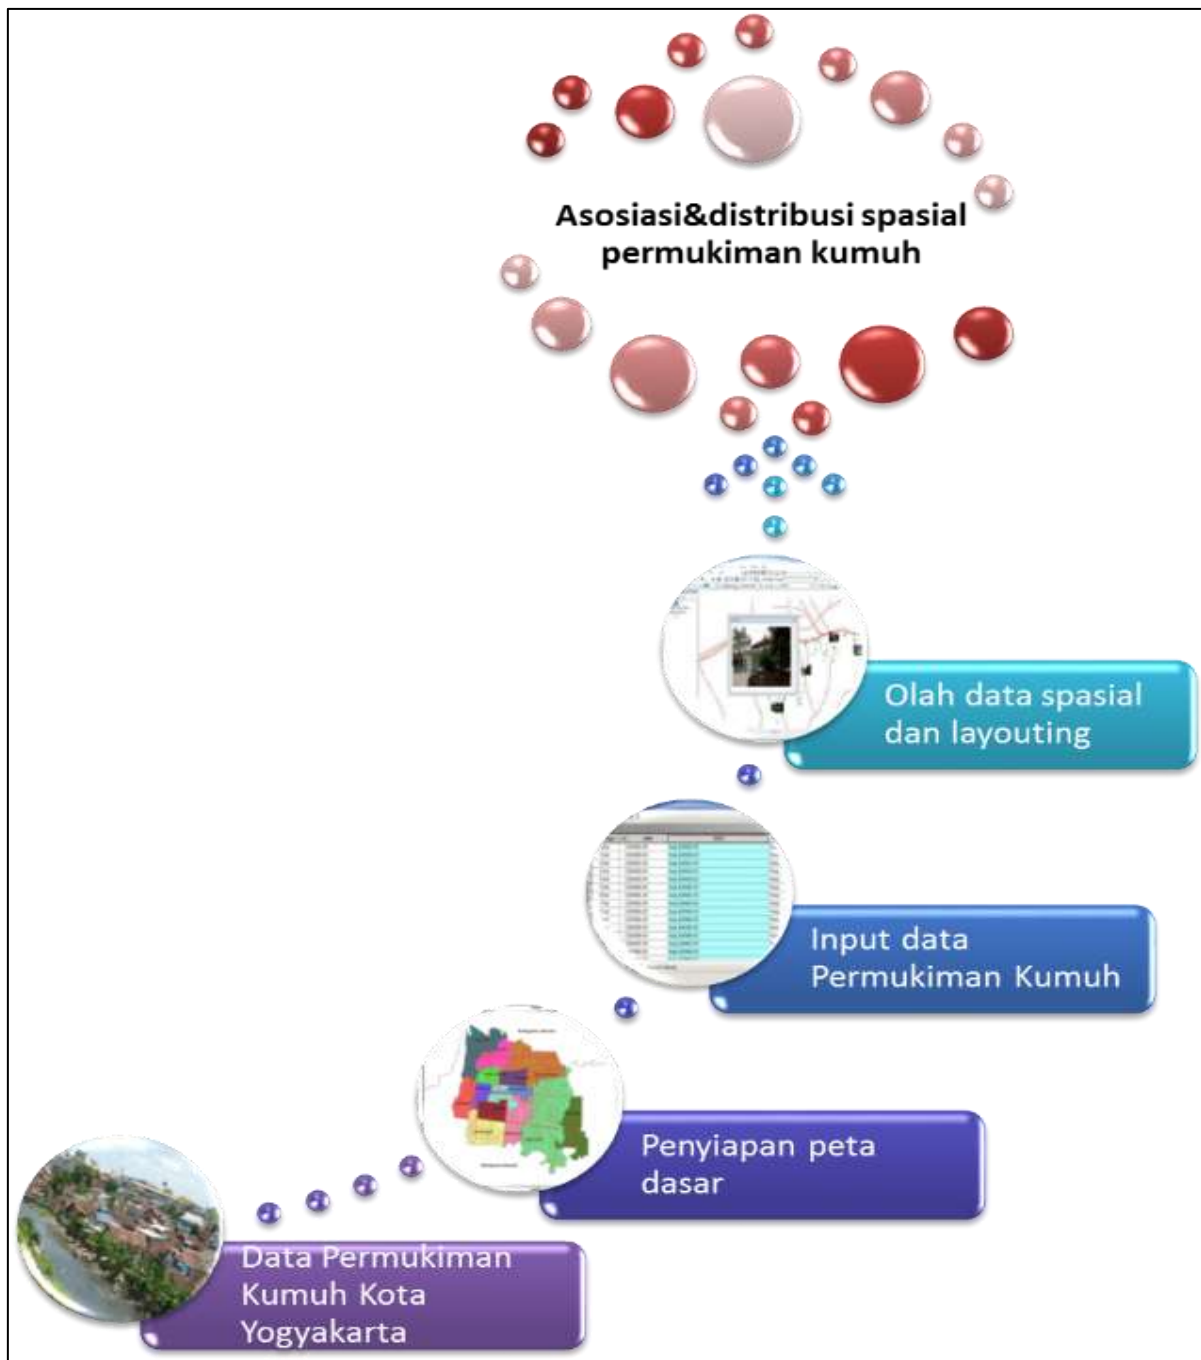 Asosiasi&distribusi spasial
permukiman kumuh
Olah data spasial
dan layouting
Input data
Permukiman Kumuh
Penyiapan peta
dasar
Data Permukiman
Kumuh Kota
Yogyakarta